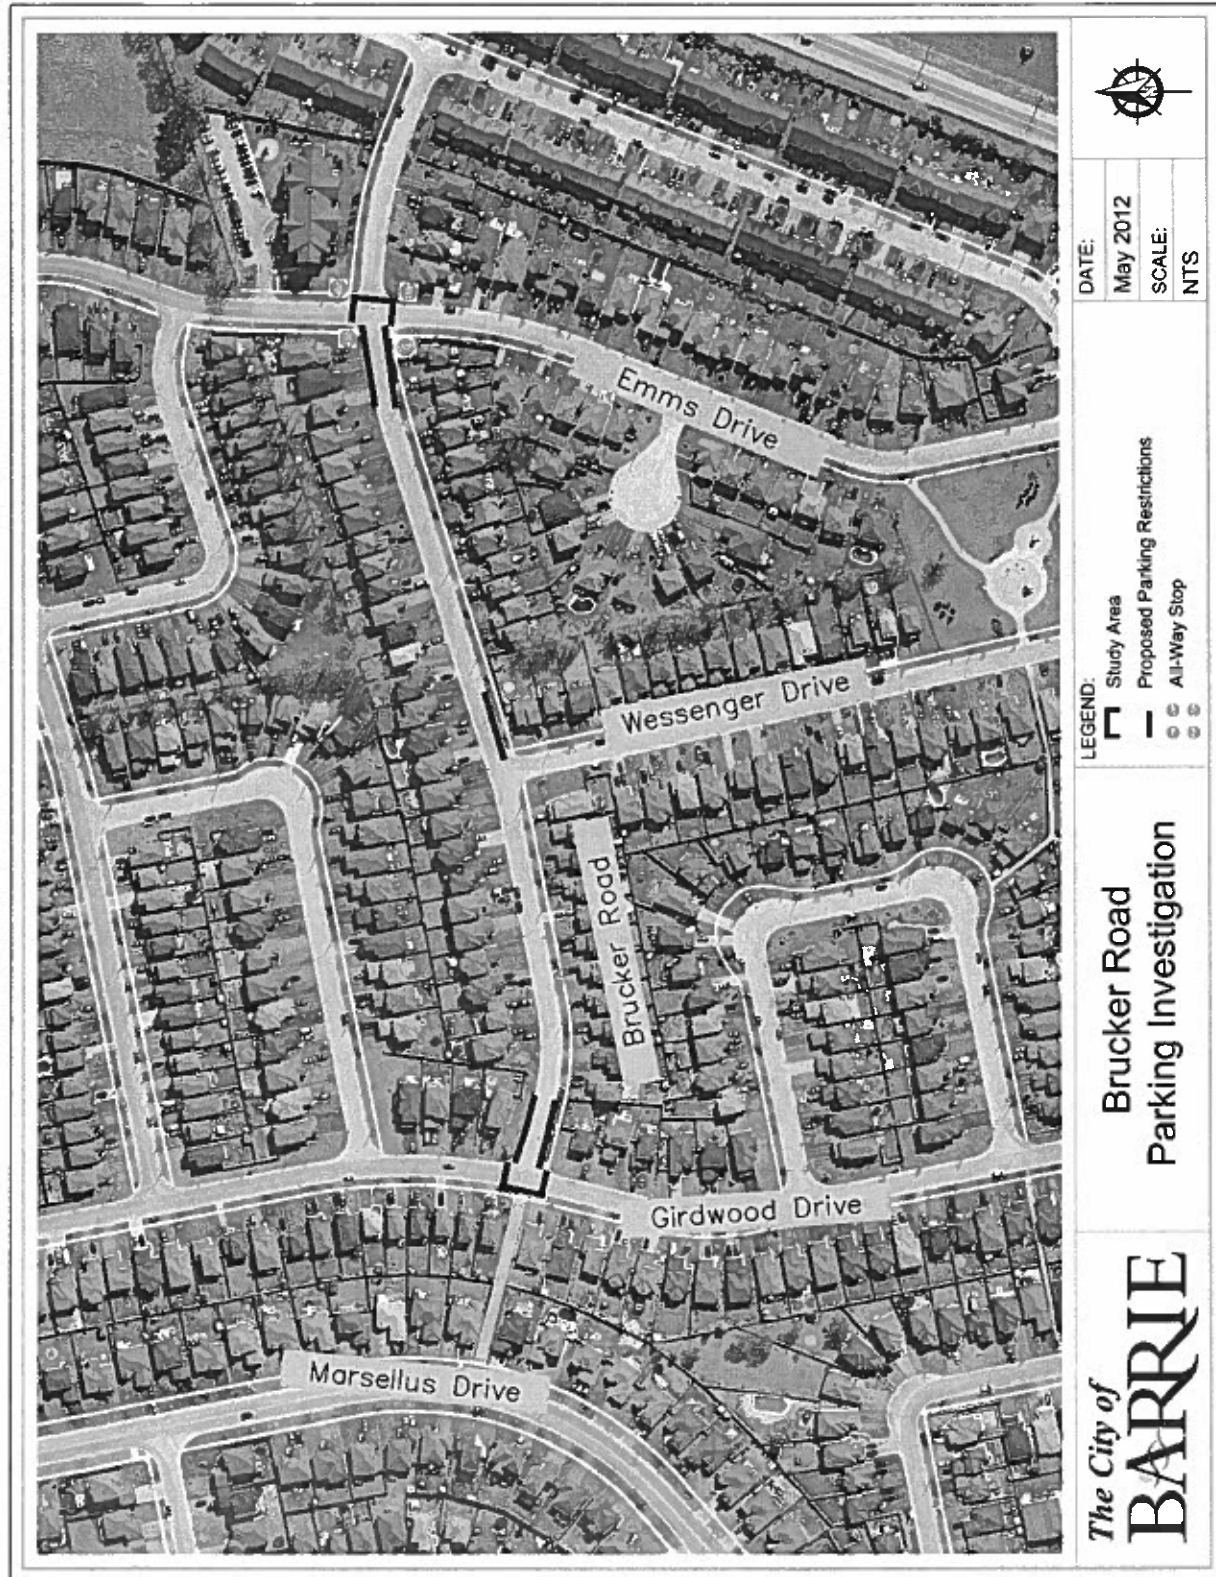 Emms Drive
Wessenger Drive
Brucker Road
Girdwood Drive
Marsellus Drive
The City of
BARRIE
Brucker Road
Parking Investigation
LEGEND:
Study Area
Proposed Parking Restrictions
All-Way Stop
DATE:
May 2012
SCALE:
NTS